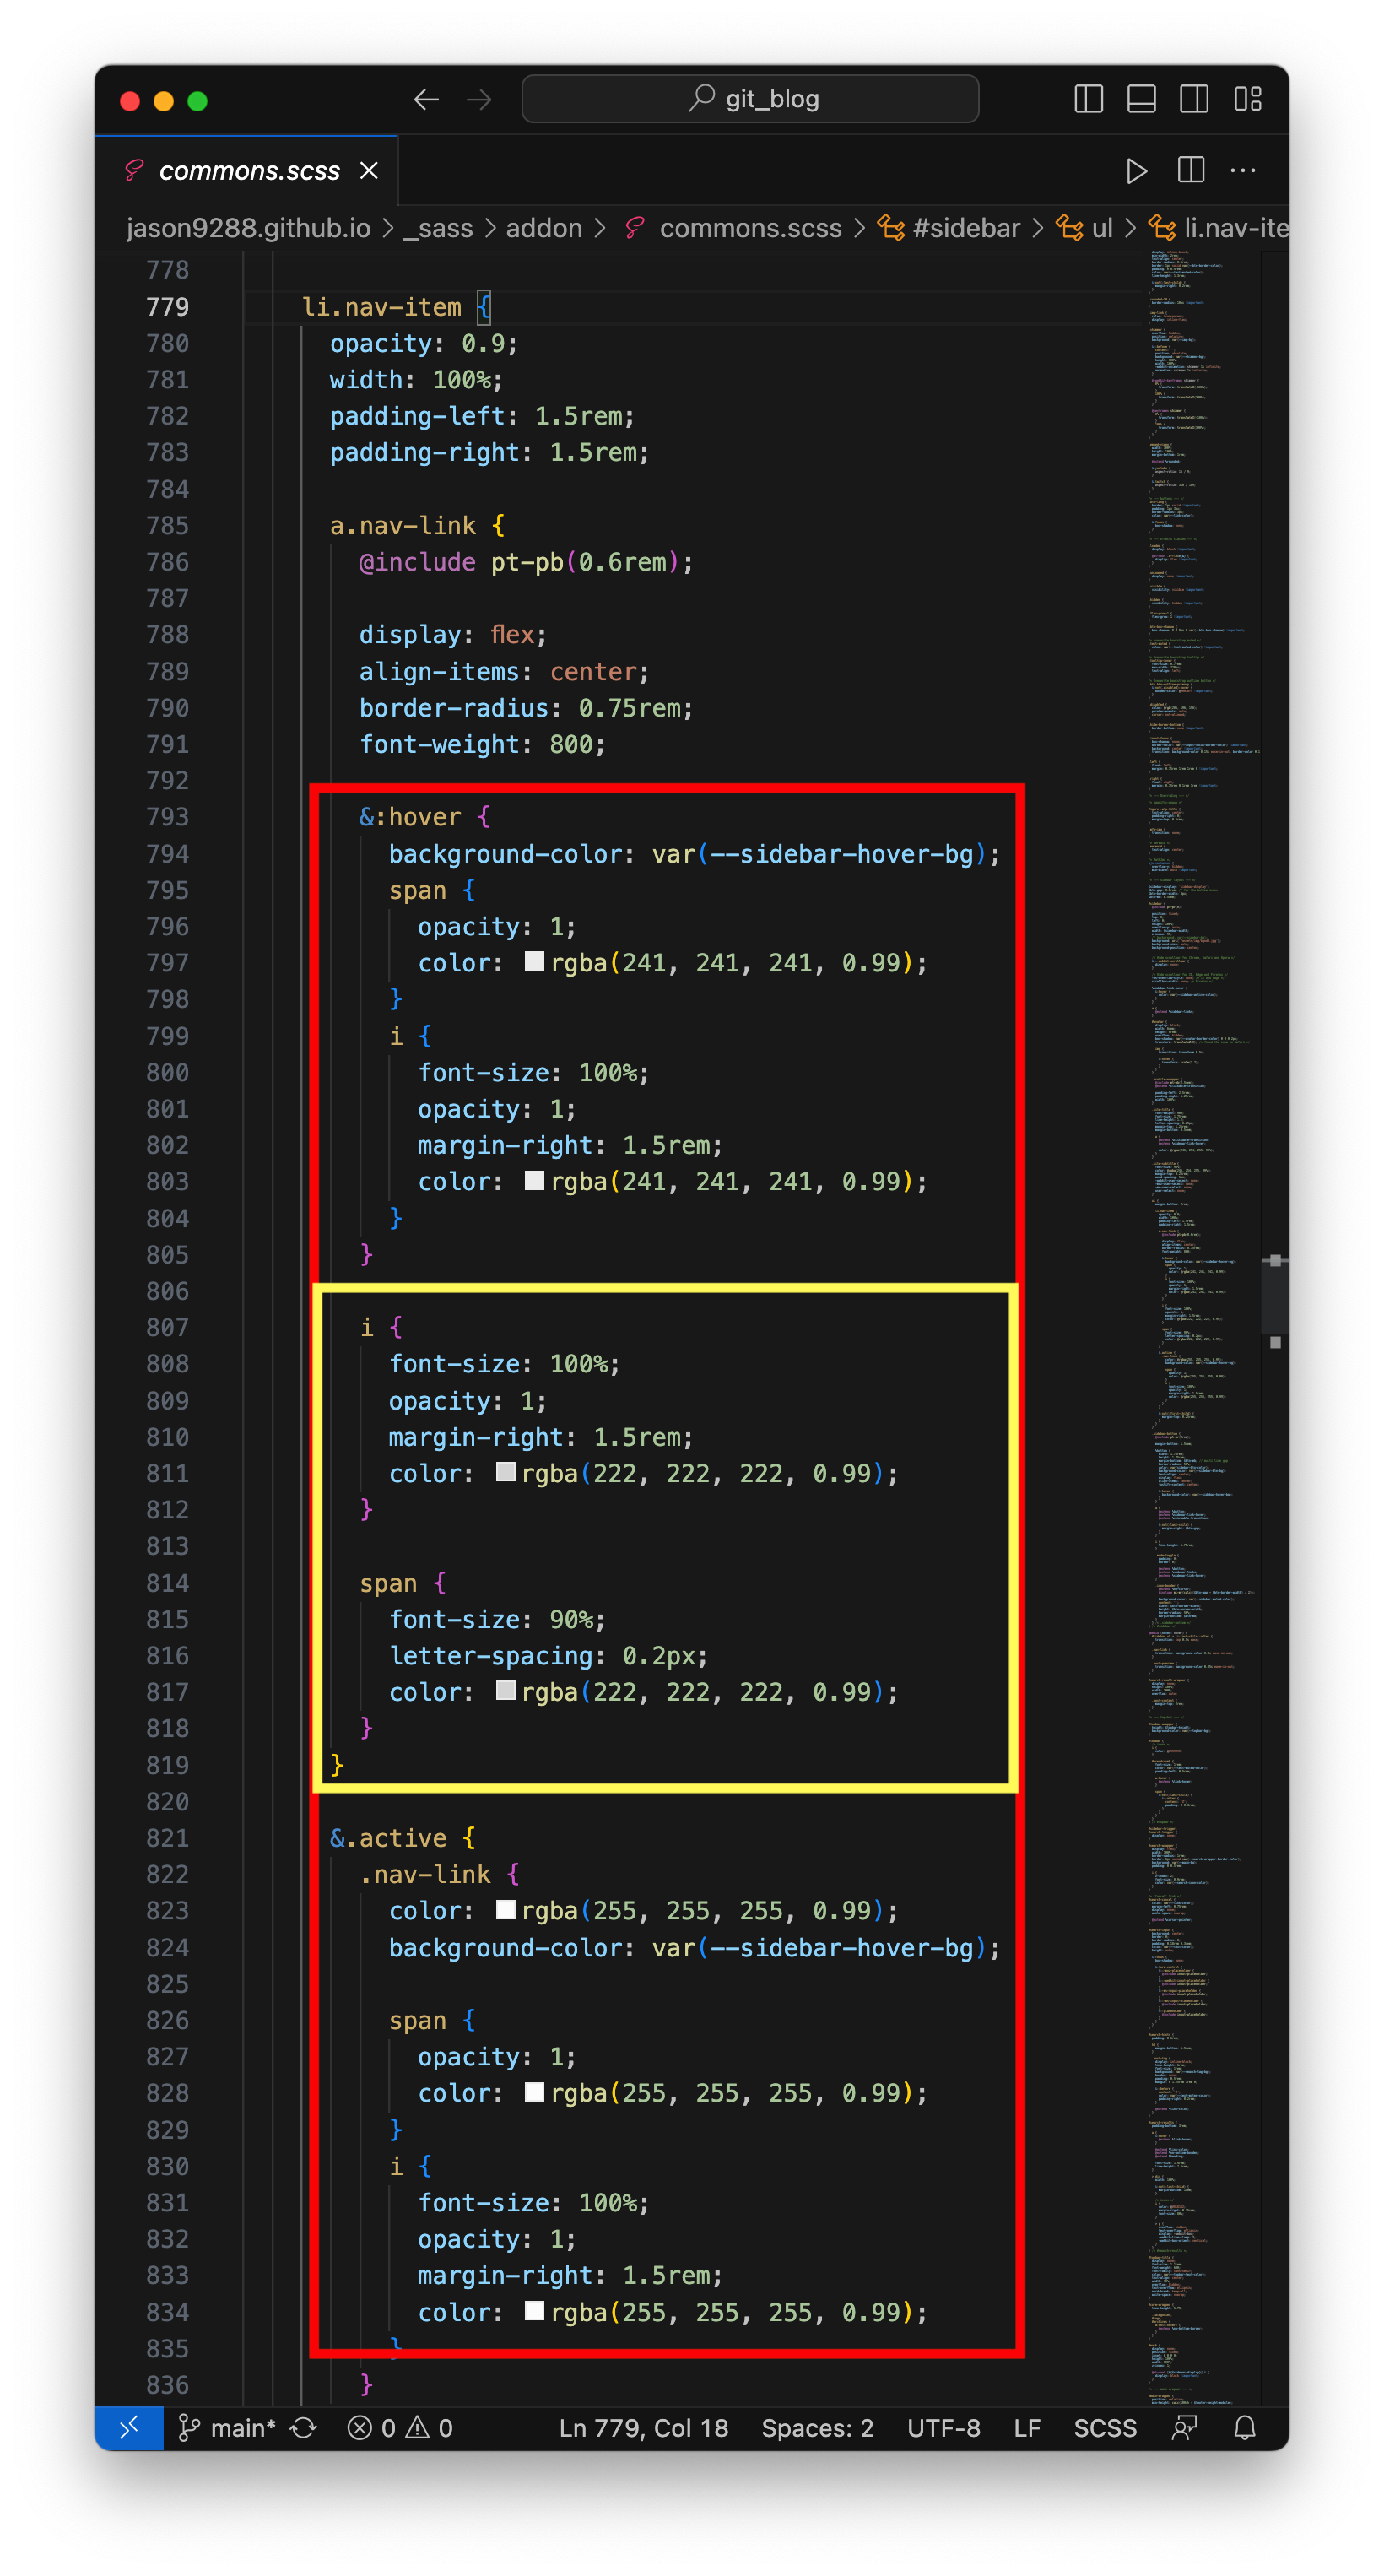 git_blog
commons.scss
jason9288.github.io > _sass > addon > commons.scss > #sidebar > ul > li.nav-ite
778
779 li.nav-item {
780 opacity: 0.9;
781 width: 100%;
782 padding-left: 1.5rem;
783 padding-right: 1.5rem;
784
785 a.nav-link {
786 @include pt-pb(0.6rem);
787
788 display: flex;
789 align-items: center;
790 border-radius: 0.75rem;
791 font-weight: 800;
792
793 &:hover {
794 background-color: var(--sidebar-hover-bg);
795 span {
796 opacity: 1;
797 color: rgba(241, 241, 241, 0.99);
798 }
799 i {
800 font-size: 100%;
801 opacity: 1;
802 margin-right: 1.5rem;
803 color: rgba(241, 241, 241, 0.99);
804 }
805 }
806
807 i {
808 font-size: 100%;
809 opacity: 1;
810 margin-right: 1.5rem;
811 color: rgba(222, 222, 222, 0.99);
812 }
813
814 span {
815 font-size: 90%;
816 letter-spacing: 0.2px;
817 color: rgba(222, 222, 222, 0.99);
818 }
819 }
820
821 &.active {
822 .nav-link {
823 color: rgba(255, 255, 255, 0.99);
824 background-color: var(--sidebar-hover-bg);
825
826 span {
827 opacity: 1;
828 color: rgba(255, 255, 255, 0.99);
829 }
830 i {
831 font-size: 100%;
832 opacity: 1;
833 margin-right: 1.5rem;
834 color: rgba(255, 255, 255, 0.99);
835 }
836 }
main* 0 0 Ln 779, Col 18 Spaces: 2 UTF-8 LF SCSS